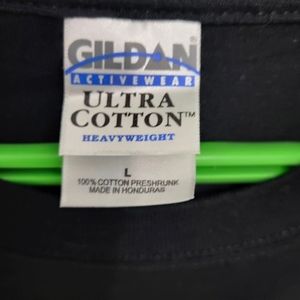 GILDAN
ACTIVEWEAR
ULTRA
COTTON™
HEAVYWEIGHT
L
100% COTTON PRESHRUNK
MADE IN HONDURAS